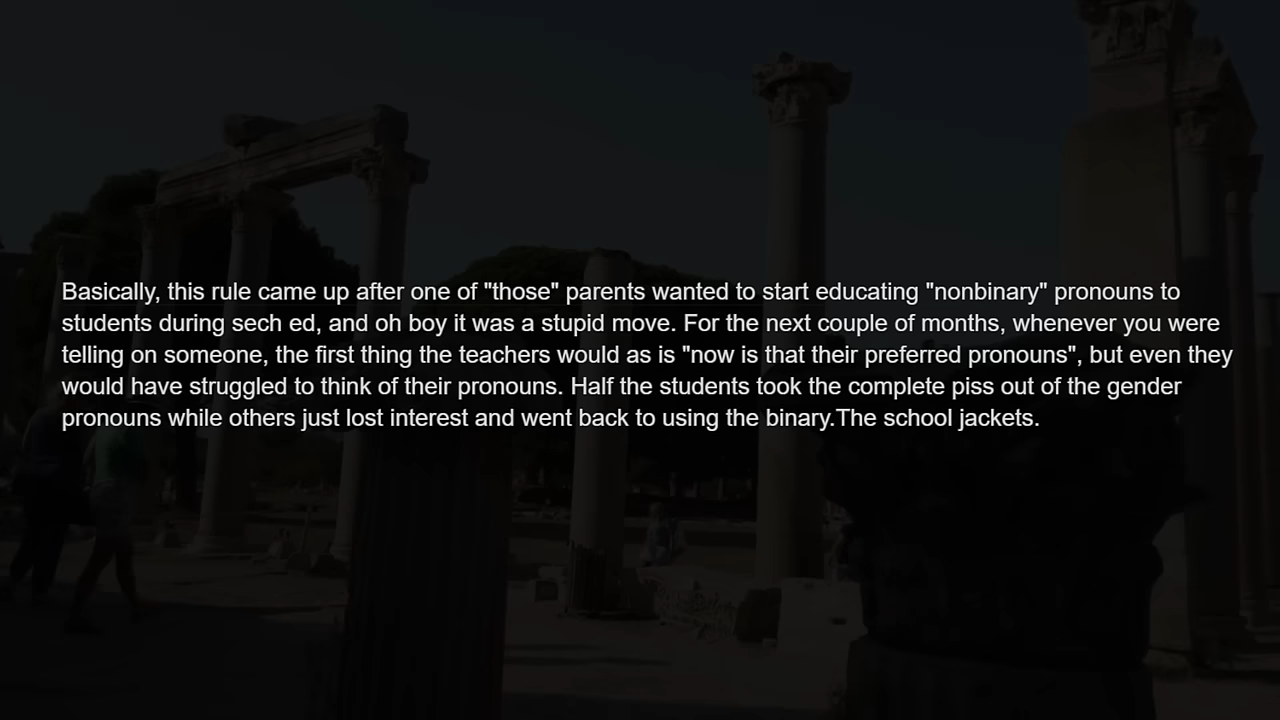 Basically, this rule came up after one of "those" parents wanted to start educating "nonbinary" pronouns to
students during sech ed, and oh boy it was a stupid move. For the next couple of months, whenever you were
telling on someone, the first thing the teachers would as is "now is that their preferred pronouns", but even they
would have struggled to think of their pronouns. Half the students took the complete piss out of the gender
pronouns while others just lost interest and went back to using the binary.The school jackets.